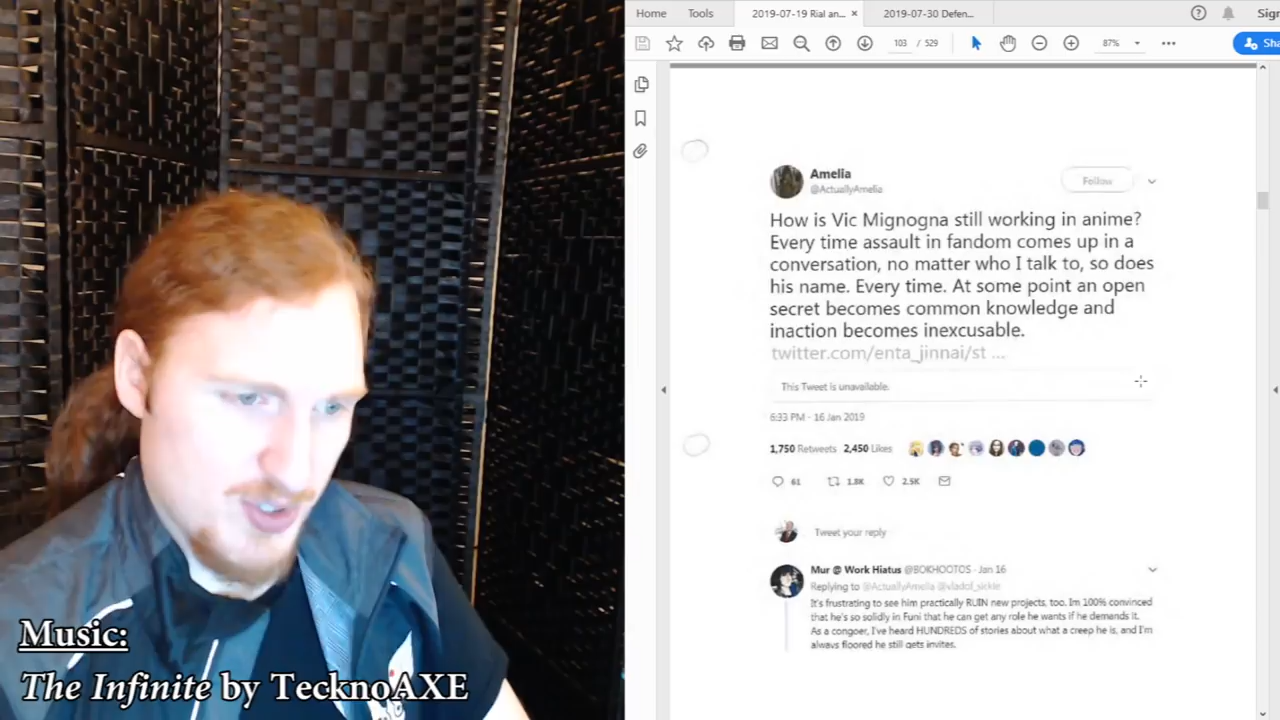 Home Tools 2019-07-19 Rial an... × 2019-07-30 Defen... Sign
103 / 529 87% Sha
Amelia
@ActuallyAmelia
Follow
How is Vic Mignogna still working in anime?
Every time assault in fandom comes up in a
conversation, no matter who I talk to, so does
his name. Every time. At some point an open
secret becomes common knowledge and
inaction becomes inexcusable.
twitter.com/enta_jinnai/st ...
This Tweet is unavailable.
6:33 PM - 16 Jan 2019
1,750 Retweets 2,450 Likes
61 1.8K 2.5K
Tweet your reply
Mur @ Work Hiatus @BOKHOOTOS · Jan 16
Replying to @ActuallyAmelia @vladof_sickle
It's frustrating to see him practically RUIN new projects, too. Im 100% convinced
that he's so solidly in Funi that he can get any role he wants if he demands it.
As a congoer, I've heard HUNDREDS of stories about what a creep he is, and I'm
always floored he still gets invites.
Music:
The Infinite by TecknoAXE